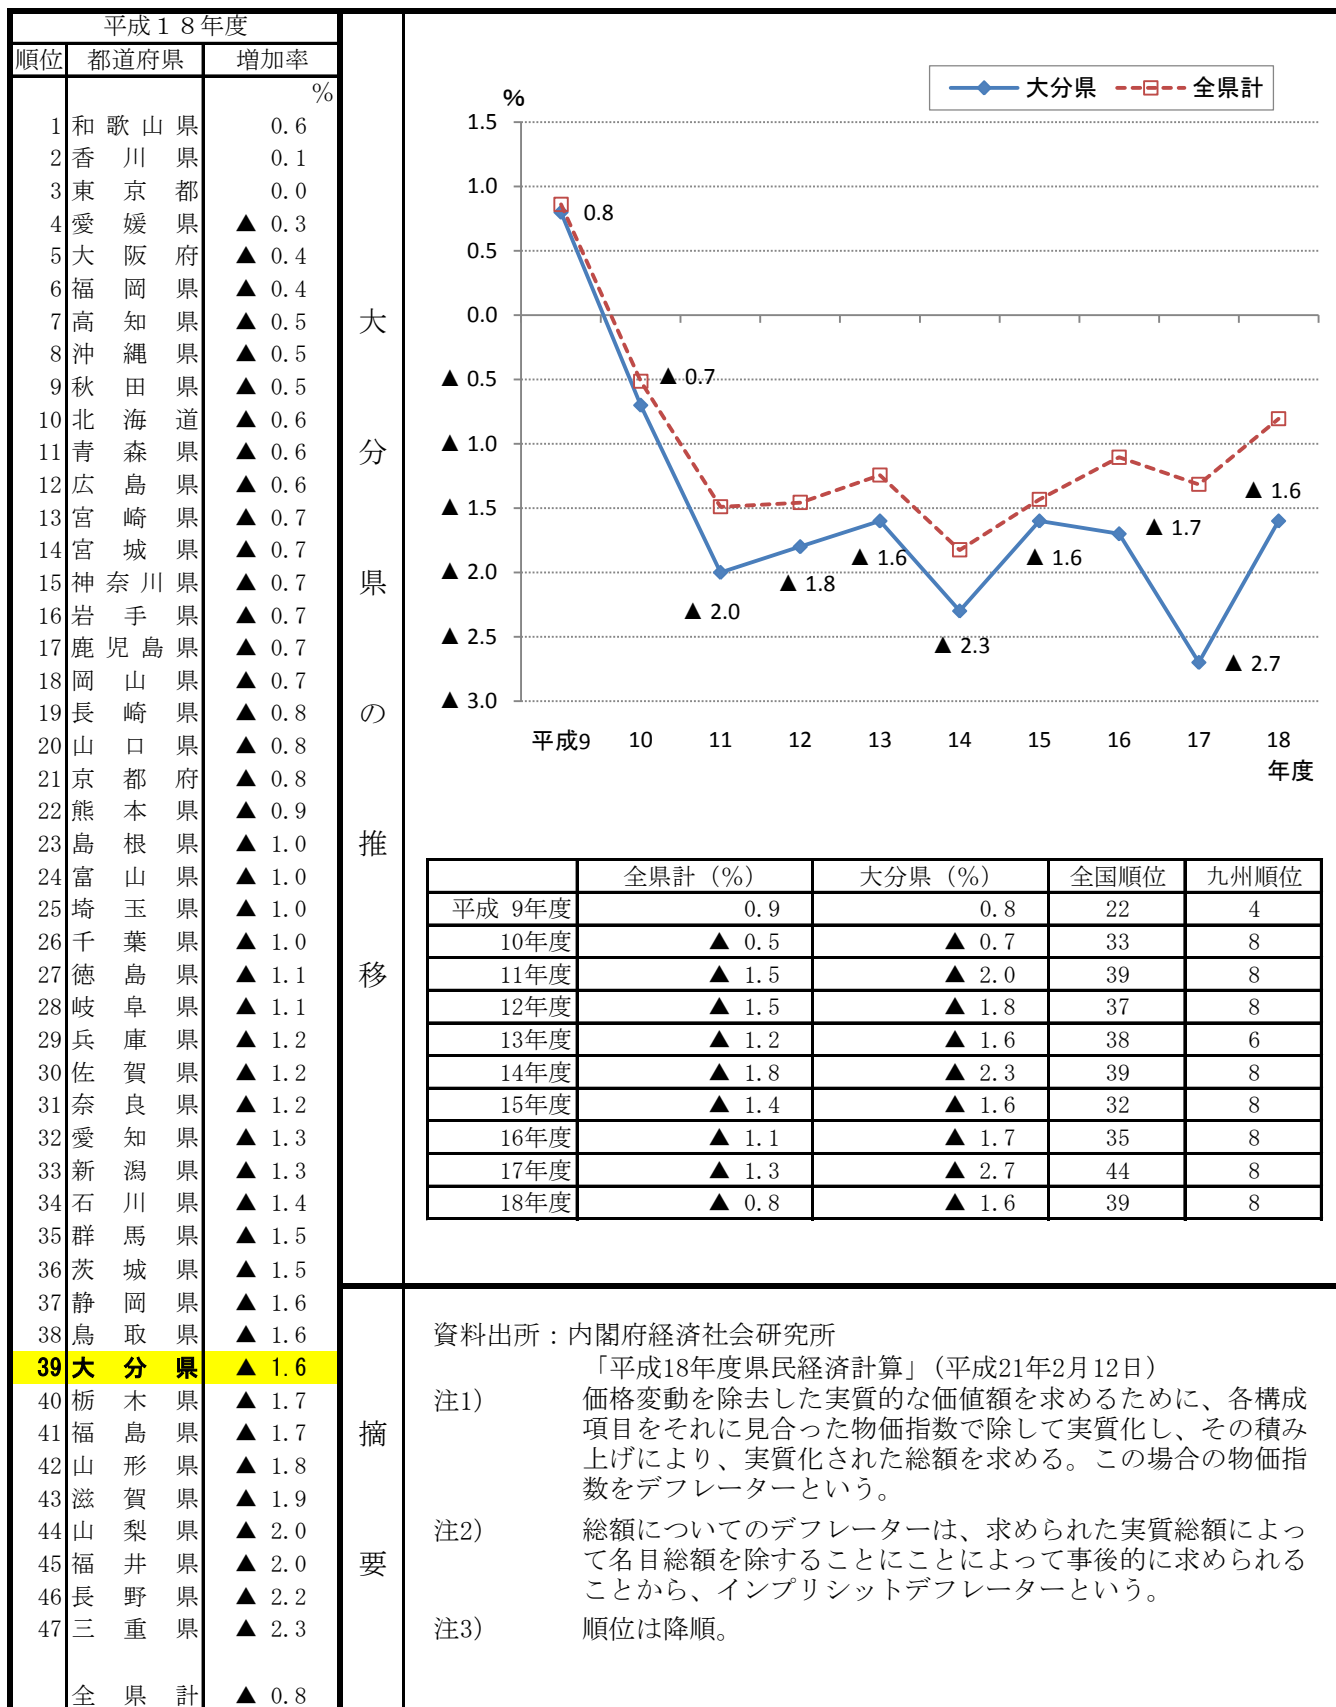 平成１８年度
順位 都道府県 増加率
%
1 和歌山県 0.6
2 香川県 0.1
3 東京都 0.0
4 愛媛県 ▲ 0.3
5 大阪府 ▲ 0.4
6 福岡県 ▲ 0.4
7 高知県 ▲ 0.5
8 沖縄県 ▲ 0.5
9 秋田県 ▲ 0.5
10 北海道 ▲ 0.6
11 青森県 ▲ 0.6
12 広島県 ▲ 0.6
13 宮崎県 ▲ 0.7
14 宮城県 ▲ 0.7
15 神奈川県 ▲ 0.7
16 岩手県 ▲ 0.7
17 鹿児島県 ▲ 0.7
18 岡山県 ▲ 0.7
19 長崎県 ▲ 0.8
20 山口県 ▲ 0.8
21 京都府 ▲ 0.8
22 熊本県 ▲ 0.9
23 島根県 ▲ 1.0
24 富山県 ▲ 1.0
25 埼玉県 ▲ 1.0
26 千葉県 ▲ 1.0
27 徳島県 ▲ 1.1
28 岐阜県 ▲ 1.1
29 兵庫県 ▲ 1.2
30 佐賀県 ▲ 1.2
31 奈良県 ▲ 1.2
32 愛知県 ▲ 1.3
33 新潟県 ▲ 1.3
34 石川県 ▲ 1.4
35 群馬県 ▲ 1.5
36 茨城県 ▲ 1.5
37 静岡県 ▲ 1.6
38 鳥取県 ▲ 1.6
39 大分県 ▲ 1.6
40 栃木県 ▲ 1.7
41 福島県 ▲ 1.7
42 山形県 ▲ 1.8
43 滋賀県 ▲ 1.9
44 山梨県 ▲ 2.0
45 福井県 ▲ 2.0
46 長野県 ▲ 2.2
47 三重県 ▲ 2.3
全県計 ▲ 0.8
大分県の推移
大分県 全県計
%
1.5
1.0
0.5
0.0
▲ 0.5
▲ 1.0
▲ 1.5
▲ 2.0
▲ 2.5
▲ 3.0
0.8
▲ 0.7
▲ 2.0
▲ 1.8
▲ 1.6
▲ 2.3
▲ 1.6
▲ 1.7
▲ 2.7
▲ 1.6
平成9 10 11 12 13 14 15 16 17 18
年度
全県計（%） 大分県（%） 全国順位 九州順位
平成 9年度 0.9 0.8 22 4
10年度 ▲ 0.5 ▲ 0.7 33 8
11年度 ▲ 1.5 ▲ 2.0 39 8
12年度 ▲ 1.5 ▲ 1.8 37 8
13年度 ▲ 1.2 ▲ 1.6 38 6
14年度 ▲ 1.8 ▲ 2.3 39 8
15年度 ▲ 1.4 ▲ 1.6 32 8
16年度 ▲ 1.1 ▲ 1.7 35 8
17年度 ▲ 1.3 ▲ 2.7 44 8
18年度 ▲ 0.8 ▲ 1.6 39 8
摘要
資料出所：内閣府経済社会研究所
「平成18年度県民経済計算」（平成21年2月12日）
注1） 価格変動を除去した実質的な価値額を求めるために、各構成
項目をそれに見合った物価指数で除して実質化し、その積み
上げにより、実質化された総額を求める。この場合の物価指
数をデフレーターという。
注2） 総額についてのデフレーターは、求められた実質総額によっ
て名目総額を除することにことによって事後的に求められる
ことから、インプリシットデフレーターという。
注3） 順位は降順。